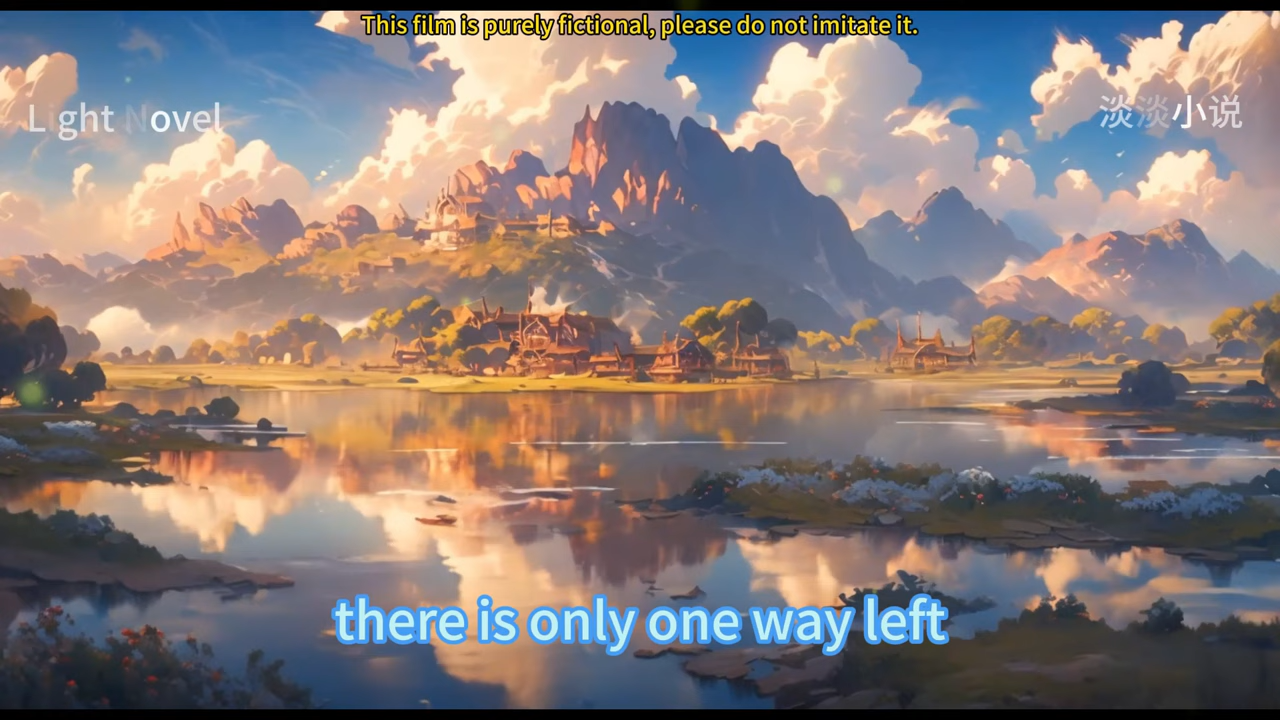 This film is purely fictional, please do not imitate it.
Light Novel
淡淡小说
there is only one way left